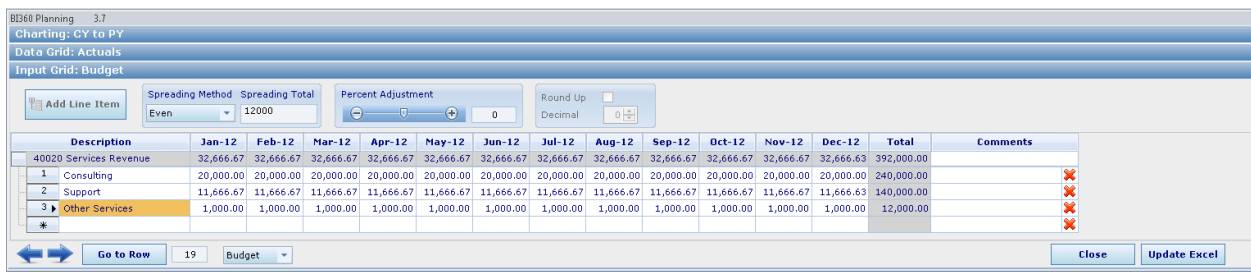 BI360 Planning 3.7
Charting: CY to PY
Data Grid: Actuals
Input Grid: Budget
Add Line Item
Spreading Method Spreading Total
Even 12000
Percent Adjustment
0
Round Up
Decimal 0
Description Jan-12 Feb-12 Mar-12 Apr-12 May-12 Jun-12 Jul-12 Aug-12 Sep-12 Oct-12 Nov-12 Dec-12 Total Comments
40020 Services Revenue 32,666.67 32,666.67 32,666.67 32,666.67 32,666.67 32,666.67 32,666.67 32,666.67 32,666.67 32,666.67 32,666.67 32,666.63 392,000.00
1 Consulting 20,000.00 20,000.00 20,000.00 20,000.00 20,000.00 20,000.00 20,000.00 20,000.00 20,000.00 20,000.00 20,000.00 20,000.00 240,000.00
2 Support 11,666.67 11,666.67 11,666.67 11,666.67 11,666.67 11,666.67 11,666.67 11,666.67 11,666.67 11,666.67 11,666.67 11,666.63 140,000.00
3 Other Services 1,000.00 1,000.00 1,000.00 1,000.00 1,000.00 1,000.00 1,000.00 1,000.00 1,000.00 1,000.00 1,000.00 1,000.00 12,000.00
*
Go to Row 19 Budget Close Update Excel